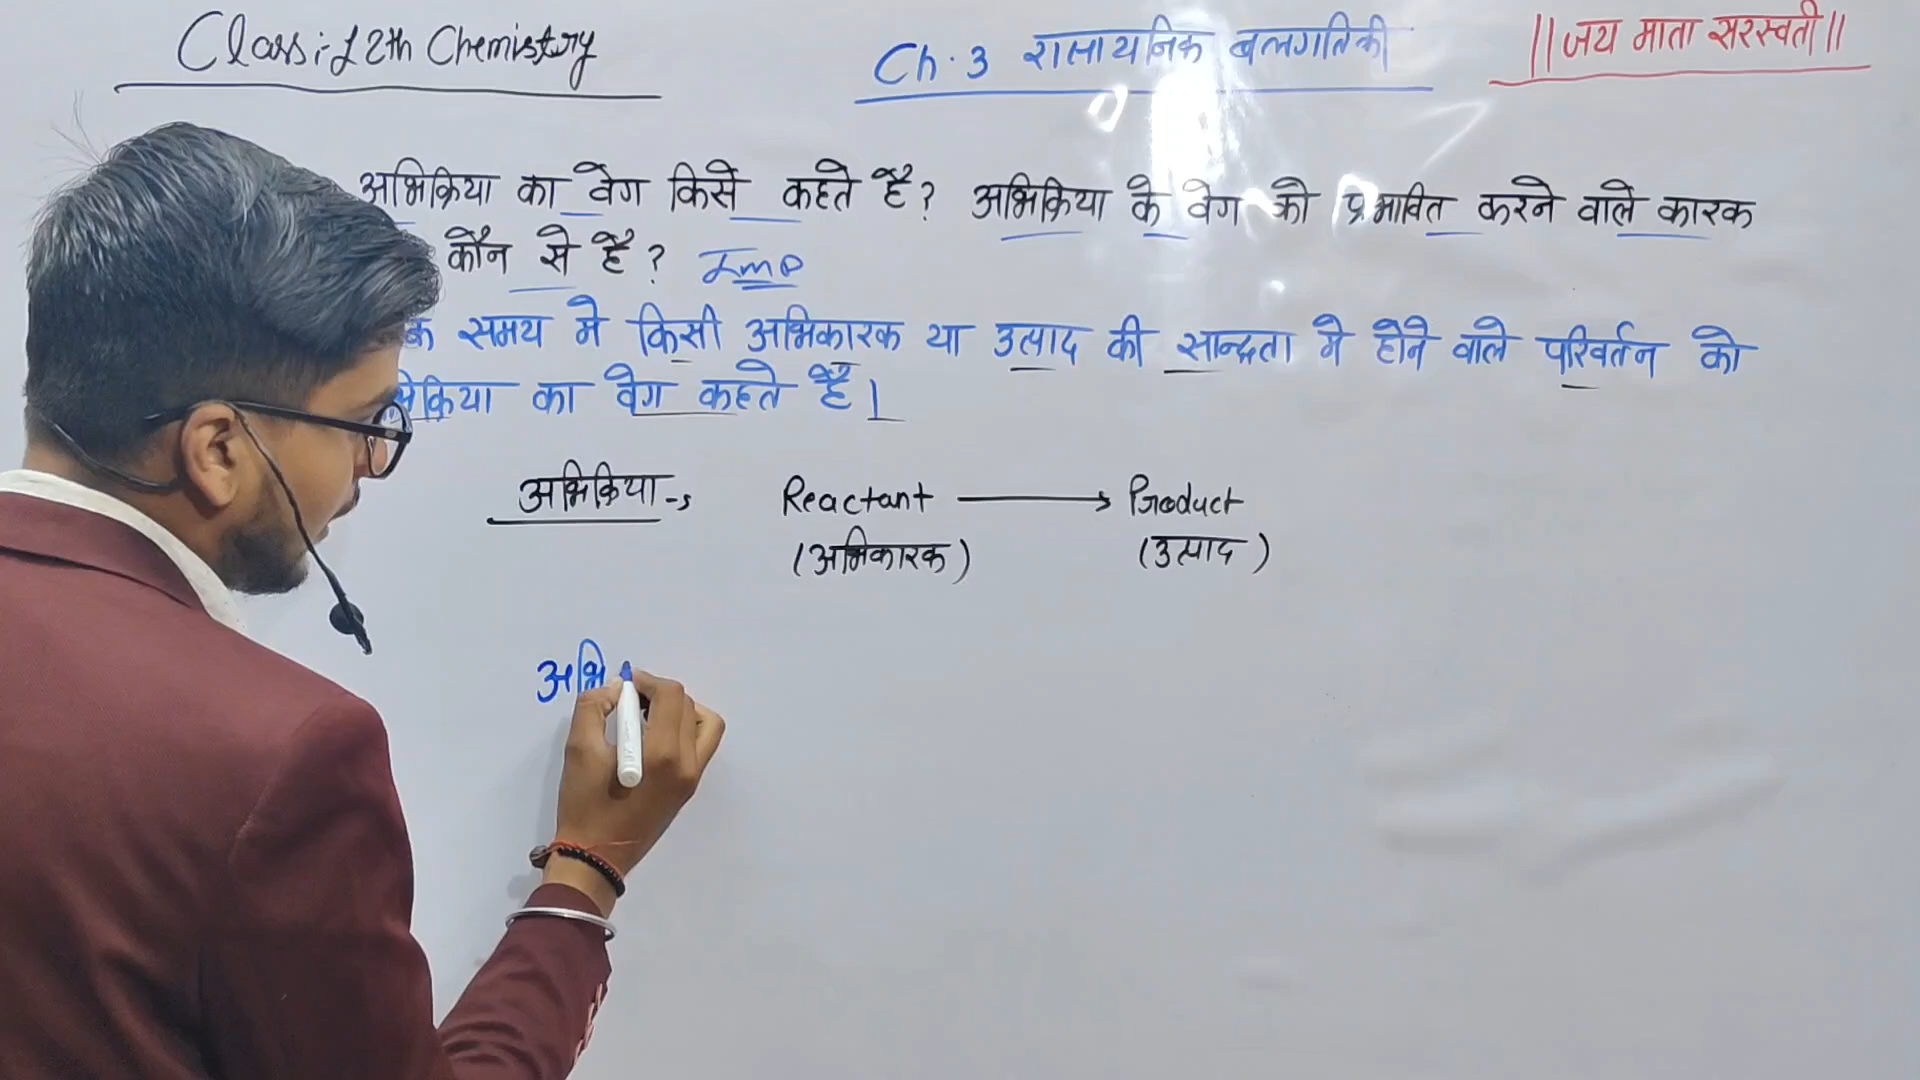 Class:- 12th Chemistry
Ch. 3 रासायनिक बलगतिकी
||जय माता सरस्वती||
अभिक्रिया का वेग किसे कहते है? अभिक्रिया के वेग को प्रभावित करने वाले कारक
कौन से है? Imp
समय मे किसी अभिकारक या उत्पाद की सान्द्रता मे होने वाले परिवर्तन को
का वेग कहते है।
अभिक्रिया→ Reactant ⟶ Product
(अभिकारक) (उत्पाद)
अभि